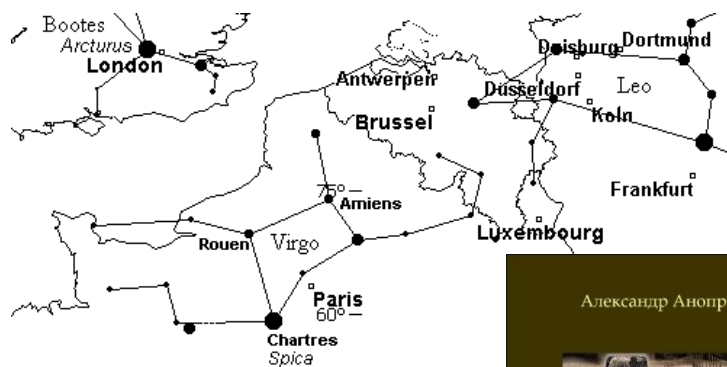 Bootes
Arcturus
London
Duisburg
Dortmund
Antwerpen
Düsseldorf
Leo
Brussel
Koln
75°
Amiens
Frankfurt
Rouen
Virgo
Luxembourg
Paris
60°
Chartres
Spica
Александр Анопр